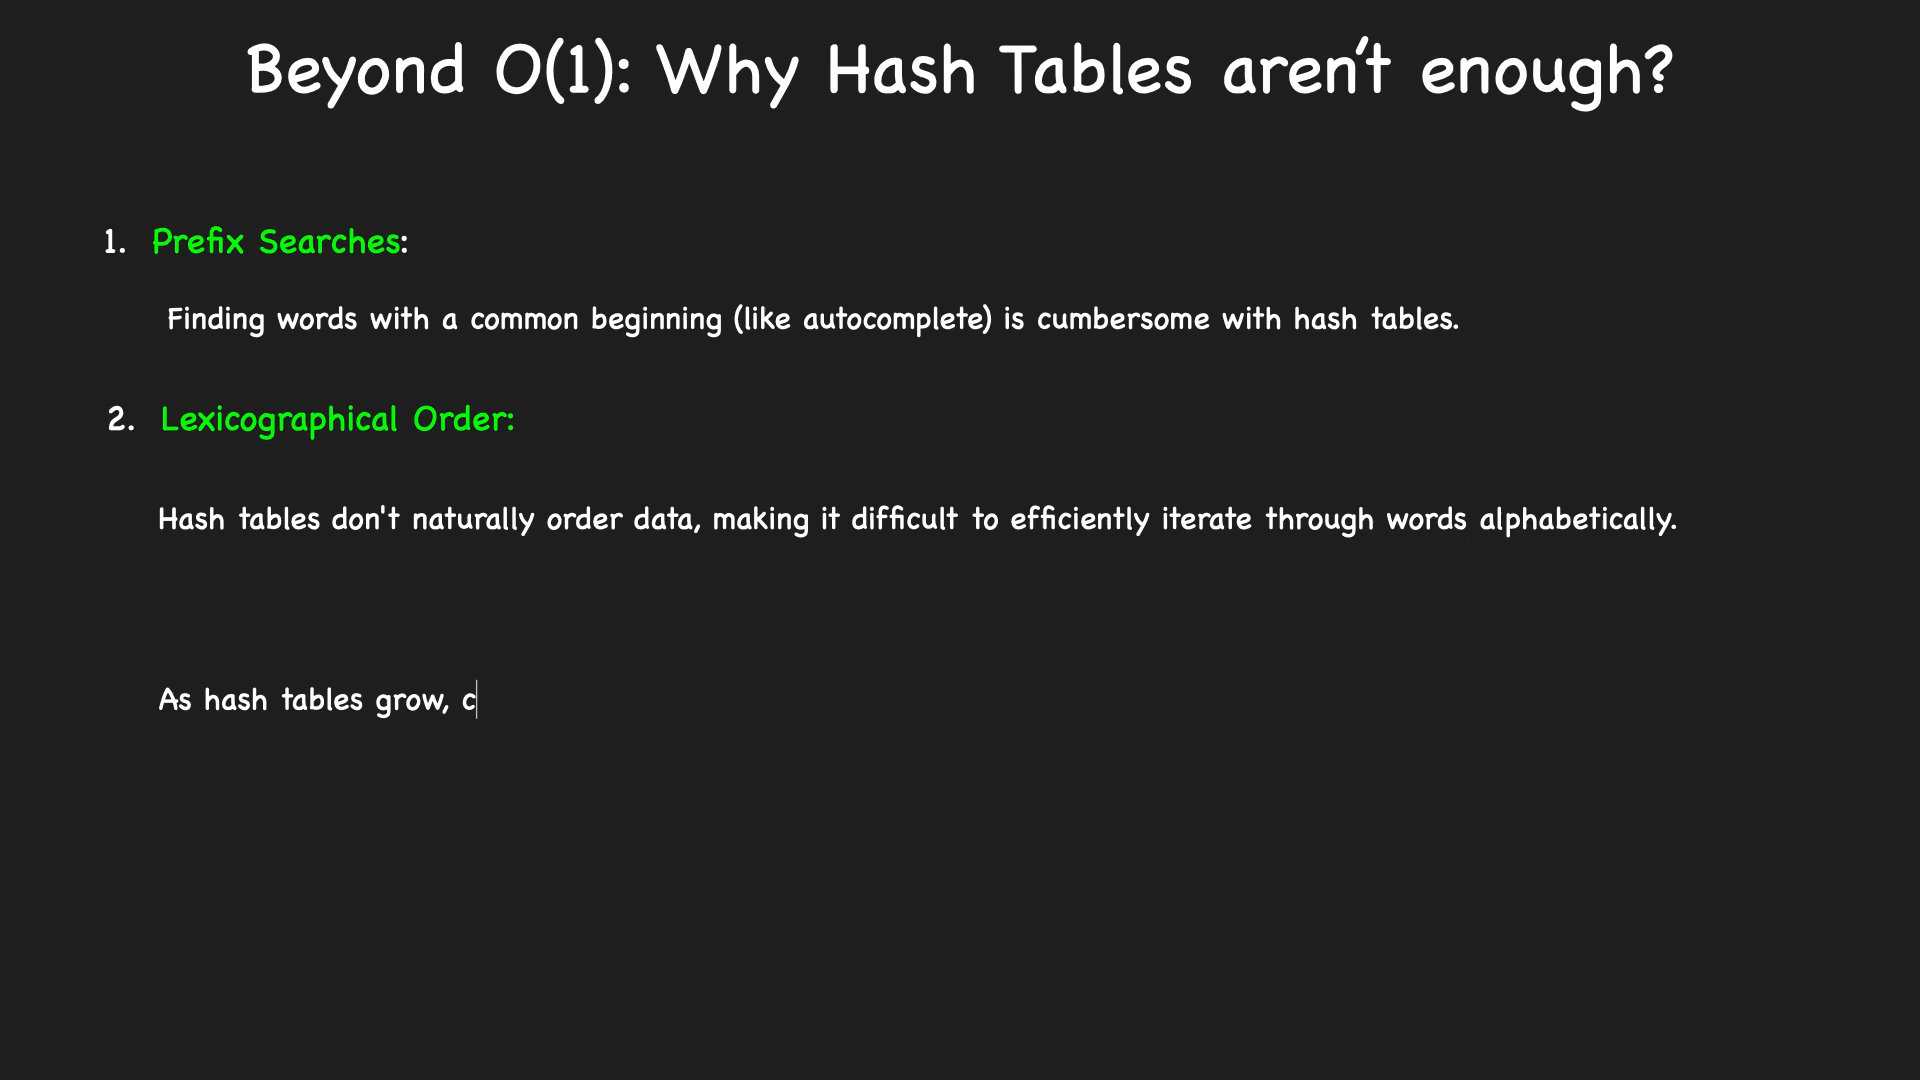 Beyond O(1): Why Hash Tables aren't enough?
1. Prefix Searches:
Finding words with a common beginning (like autocomplete) is cumbersome with hash tables.
2. Lexicographical Order:
Hash tables don't naturally order data, making it difficult to efficiently iterate through words alphabetically.
As hash tables grow, c